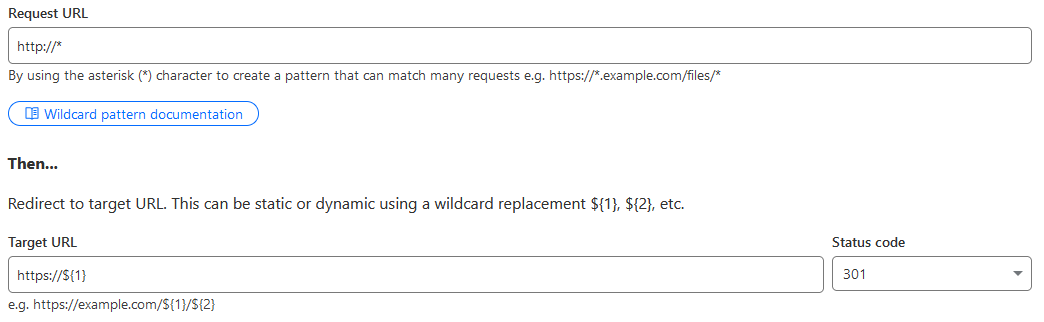 Request URL
http://*
By using the asterisk (*) character to create a pattern that can match many requests e.g. https://*.example.com/files/*
Wildcard pattern documentation
Then...
Redirect to target URL. This can be static or dynamic using a wildcard replacement ${1}, ${2}, etc.
Target URL
Status code
https://${1}
301
e.g. https://example.com/${1}/${2}